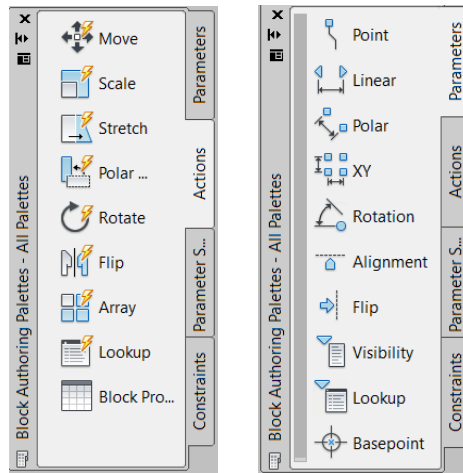 Move
Scale
Stretch
Polar ...
Rotate
Flip
Array
Lookup
Block Pro...
Parameters
Actions
Parameter S...
Constraints
Block Authoring Palettes - All Palettes
Point
Linear
Polar
XY
Rotation
Alignment
Flip
Visibility
Lookup
Basepoint
Parameters
Actions
Parameter S...
Constraints
Block Authoring Palettes - All Palettes